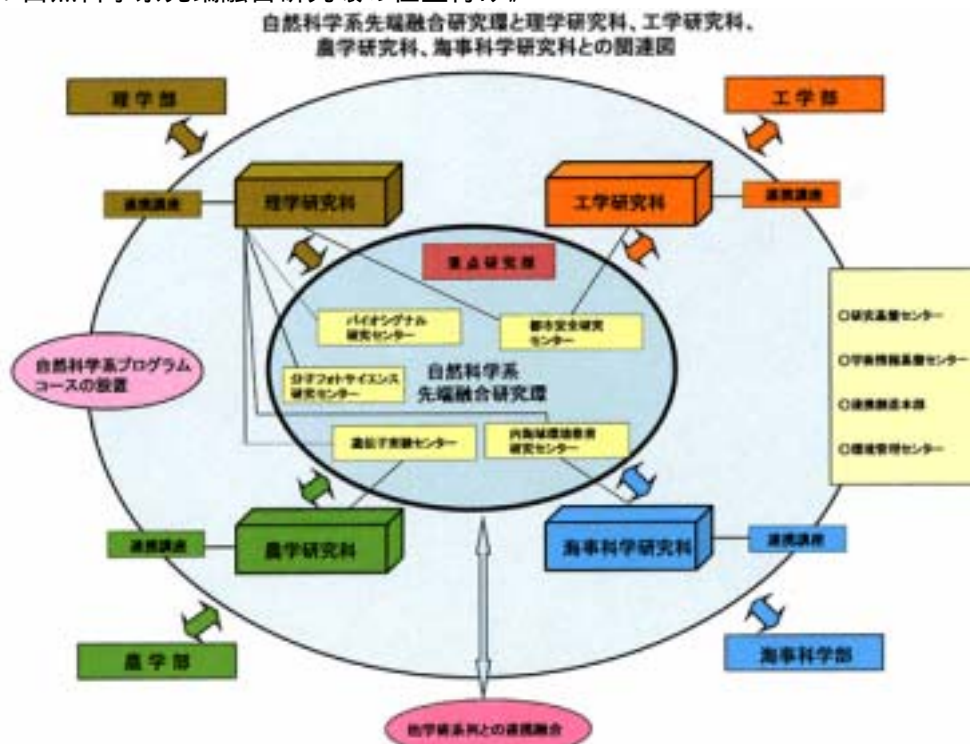 自然科学系先端融合研究環と理学研究科、工学研究科、
農学研究科、海事科学研究科との関連図
理学部
工学部
連携講座
理学研究科
工学研究科
連携講座
重点研究部
バイオシグナル
研究センター
都市安全研究
センター
自然科学系プログラム
コースの設置
分子フォトサイエンス
研究センター
自然科学系
先端融合研究環
遺伝子実験センター
内海域環境教育
研究センター
○研究基盤センター
○学術情報基盤センター
○連携創造本部
○環境管理センター
連携講座
農学研究科
海事科学研究科
連携講座
農学部
海事科学部
他学術系列との連携融合